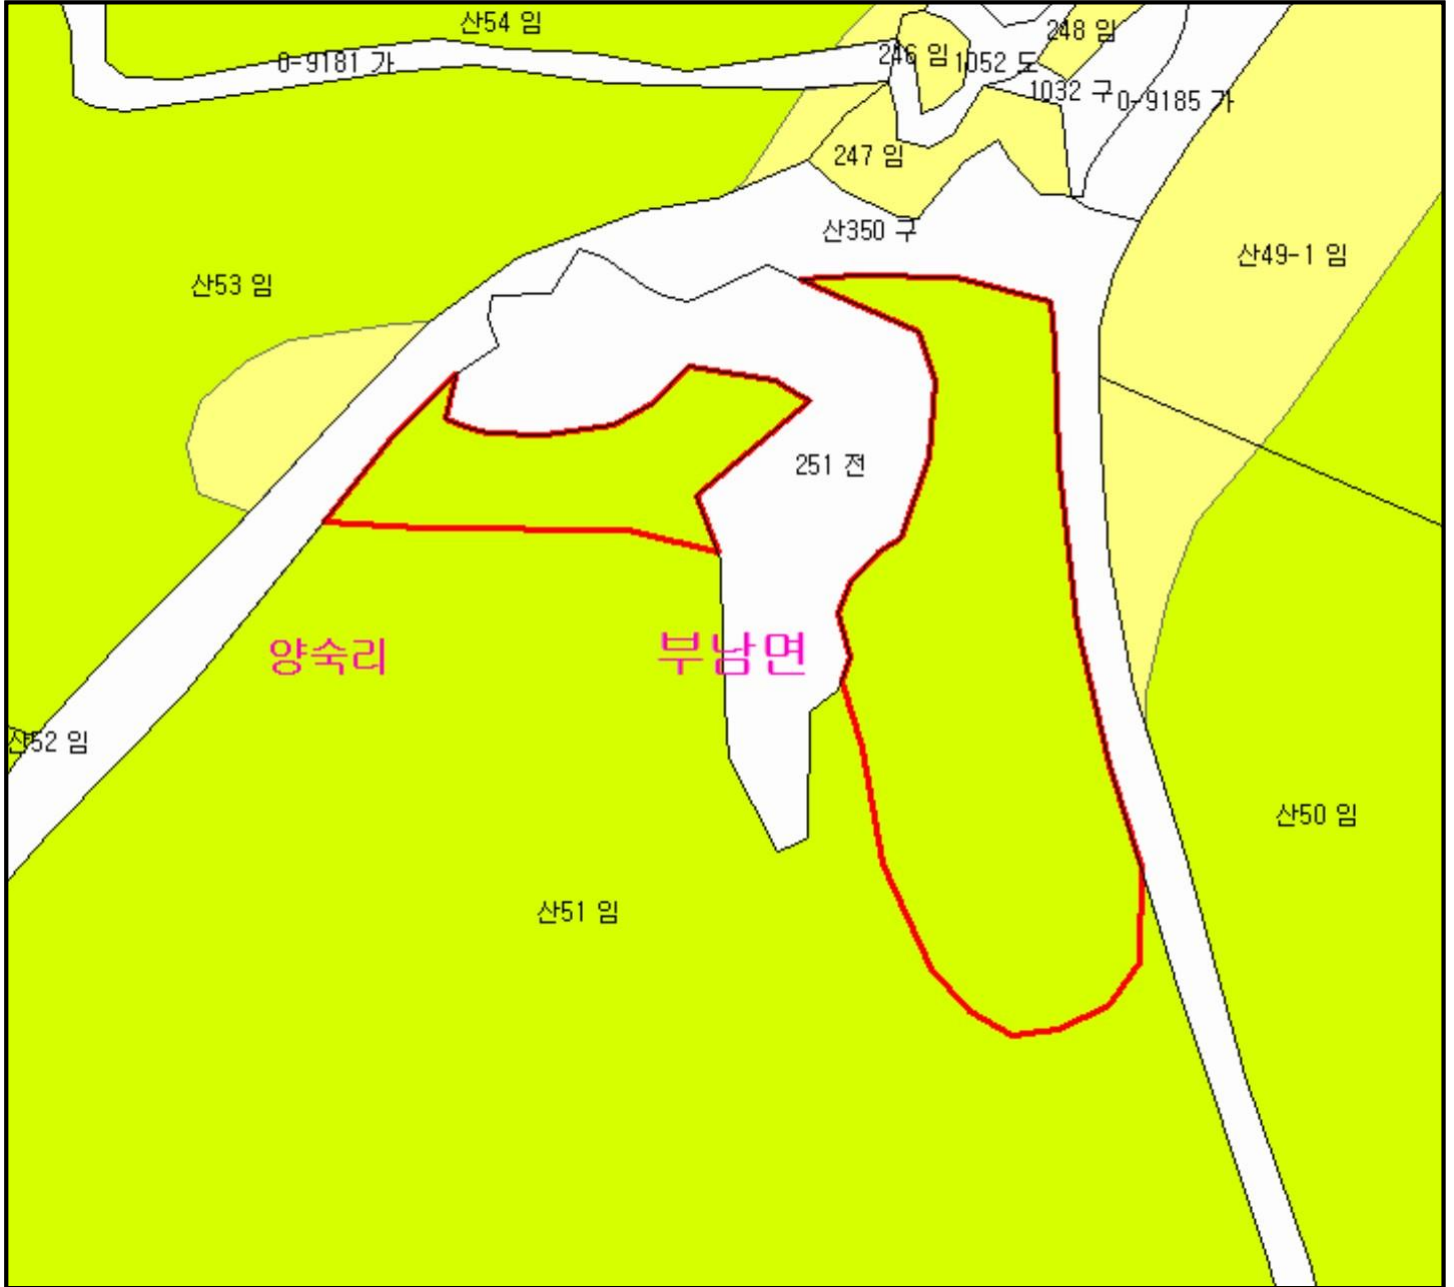 산54 임
248 임
246 임
1052 도
0-9181 가
1032 구
0-9185 가
247 임
산350 구
산49-1 임
산53 임
251 전
양숙리
부남면
산52 임
산50 임
산51 임